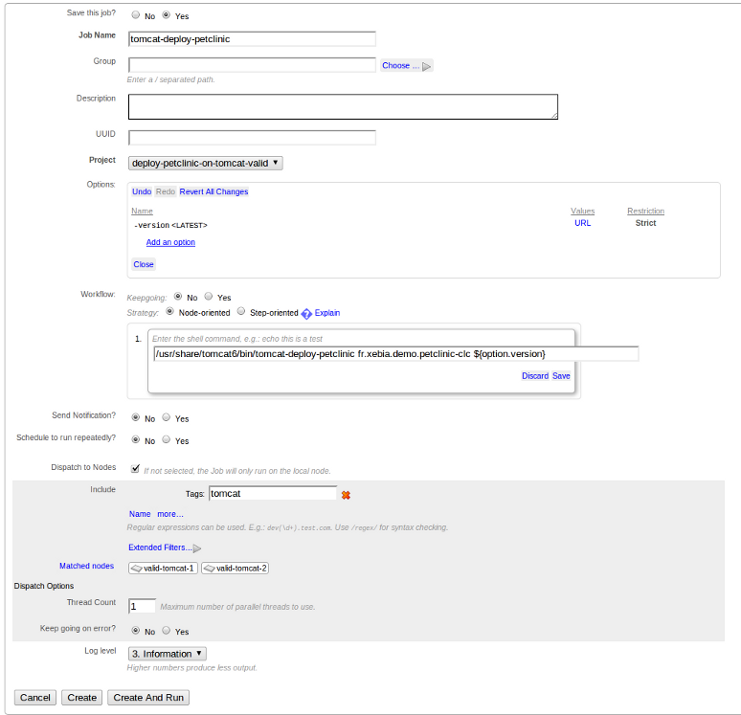 Save this job? No Yes
Job Name tomcat-deploy-petclinic
Group Choose ...
Enter a / separated path.
Description
UUID
Project deploy-petclinic-on-tomcat-valid
Options: Undo Redo Revert All Changes
Name Values Restriction
-version <LATEST> URL Strict
Add an option
Close
Workflow: Keepgoing: No Yes
Strategy: Node-oriented Step-oriented ? Explain
1. Enter the shell command, e.g.: echo this is a test
/usr/share/tomcat6/bin/tomcat-deploy-petclinic fr.xebia.demo.petclinic-clc ${option.version}
Discard Save
Send Notification? No Yes
Schedule to run repeatedly? No Yes
Dispatch to Nodes If not selected, the Job will only run on the local node.
Include Tags: tomcat
Name more...
Regular expressions can be used. E.g.: dev(\d+).test.com. Use /regex/ for syntax checking.
Extended Filters...
Matched nodes valid-tomcat-1 valid-tomcat-2
Dispatch Options
Thread Count 1 Maximum number of parallel threads to use.
Keep going on error? No Yes
Log level 3. Information
Higher numbers produce less output.
Cancel Create Create And Run